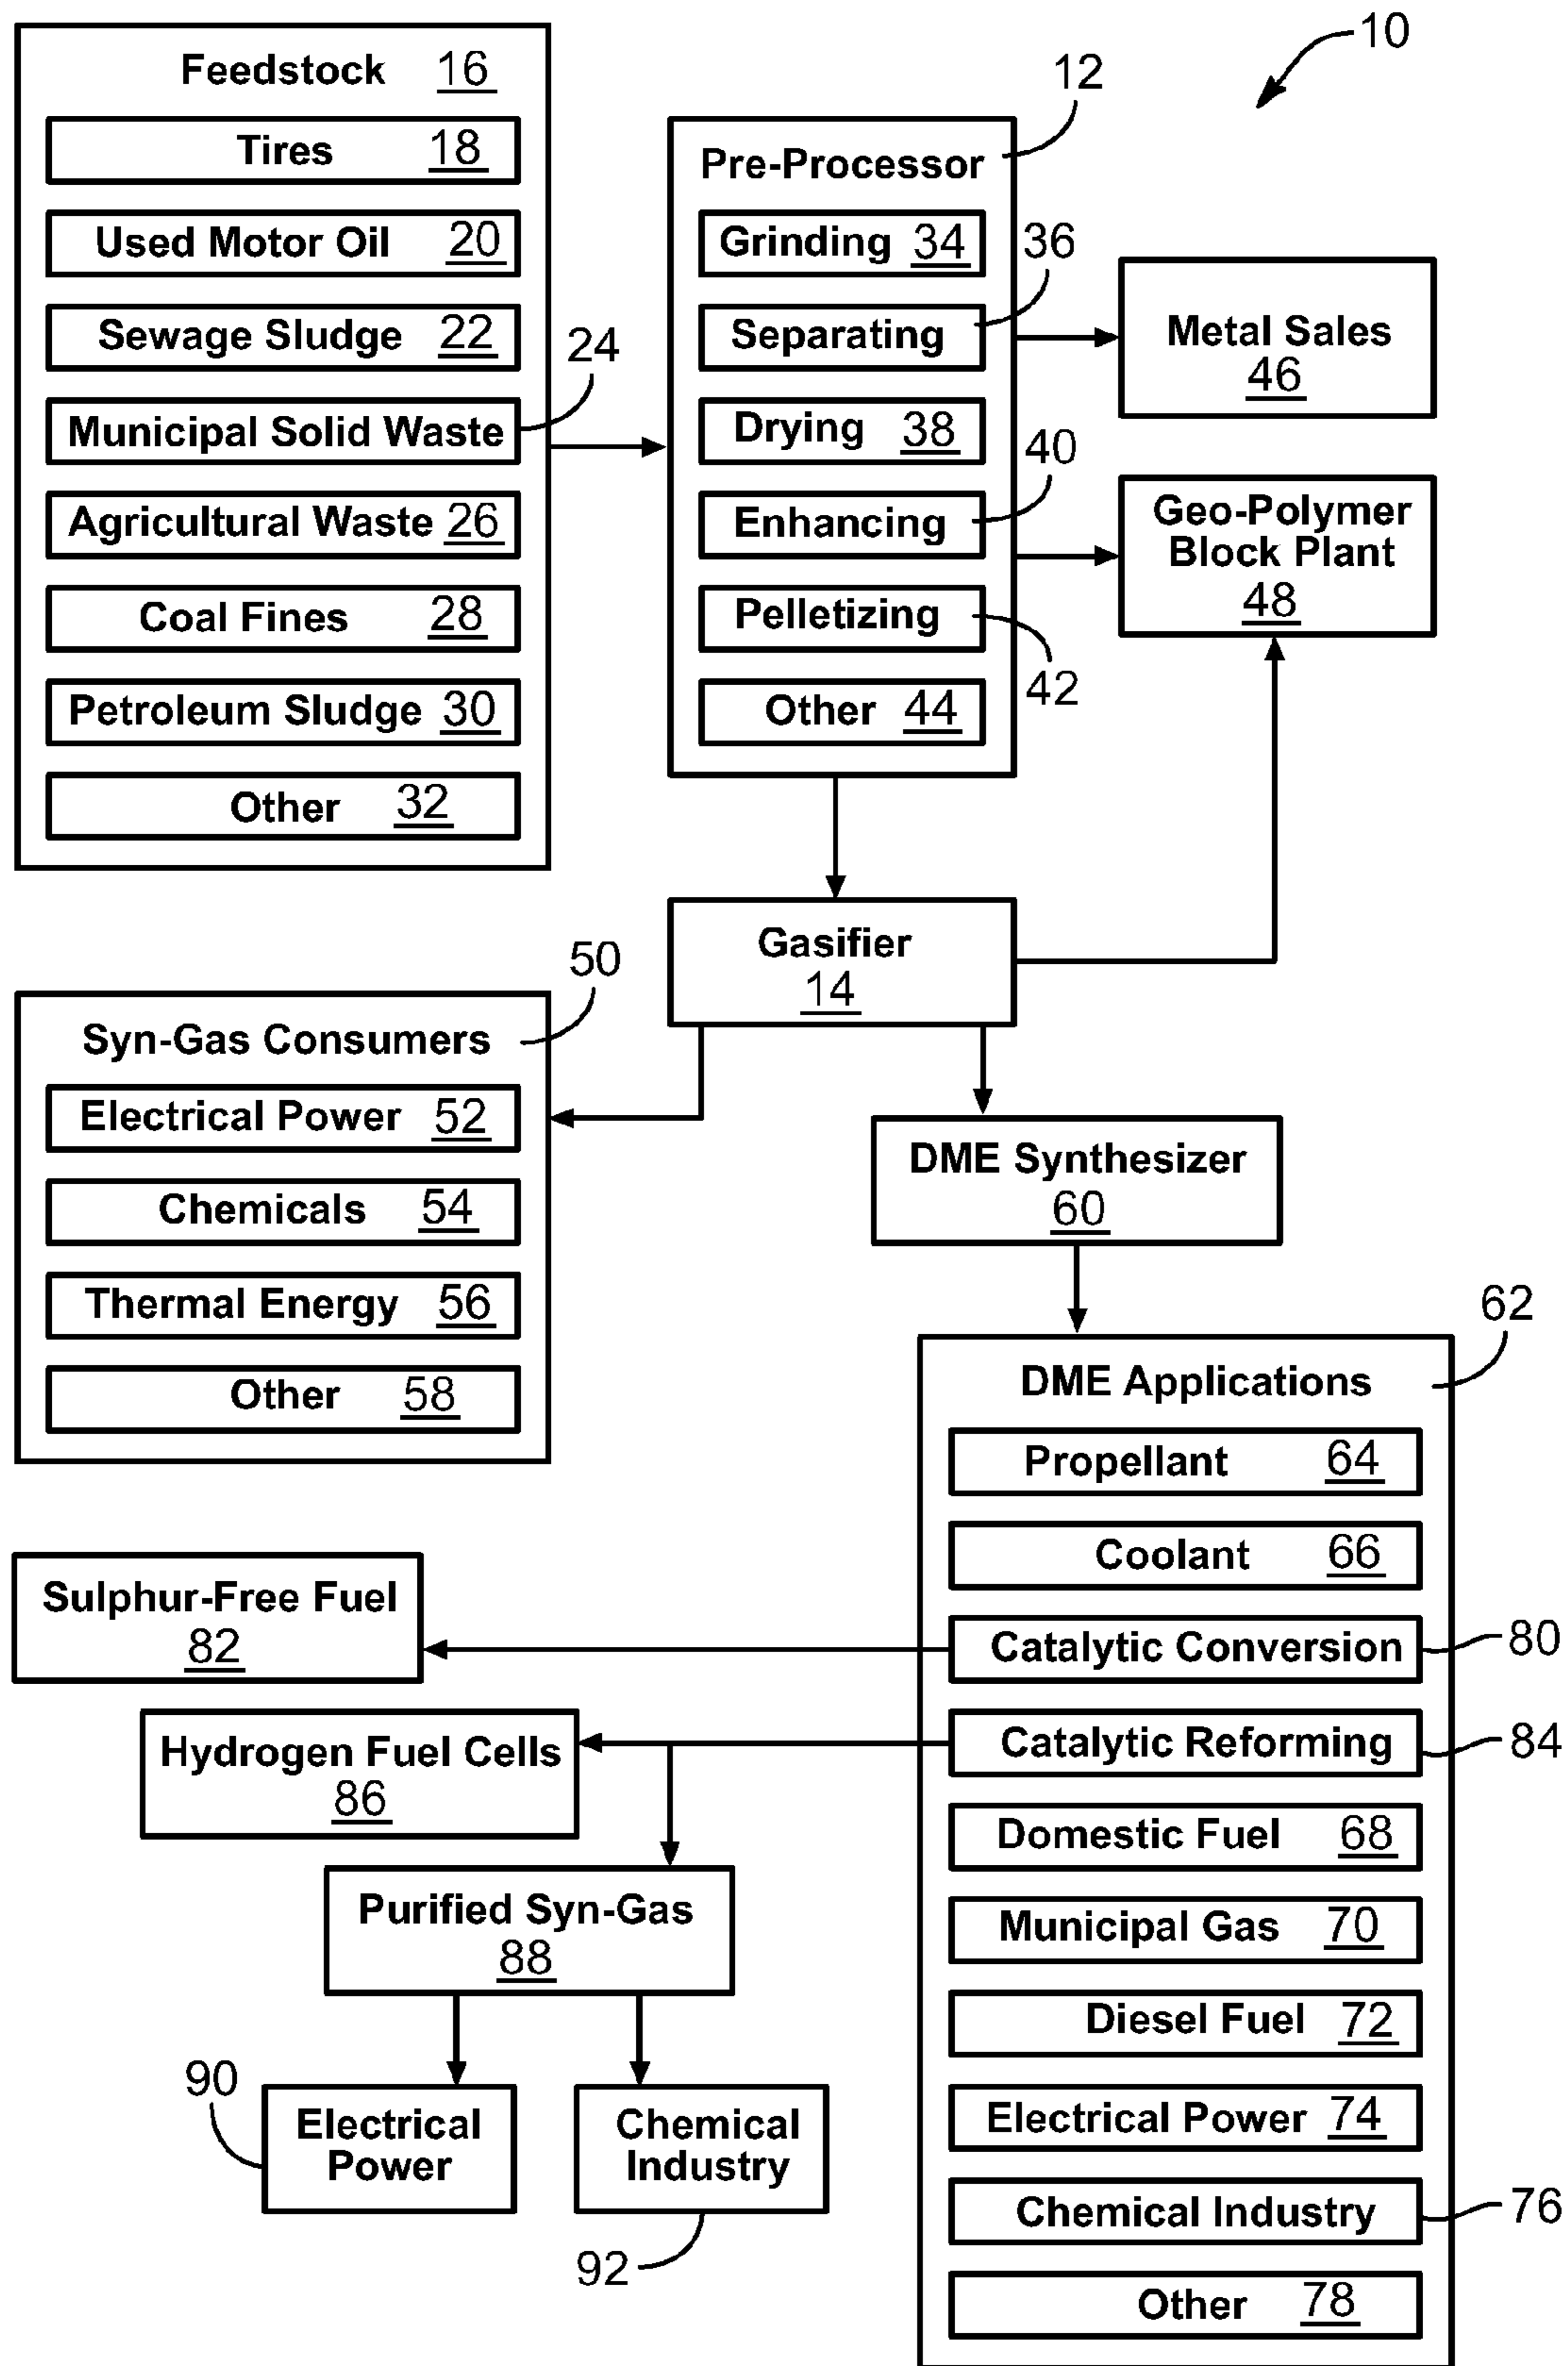 10
Feedstock 16
Tires 18
Used Motor Oil 20
Sewage Sludge 22
24
Municipal Solid Waste
Agricultural Waste 26
Coal Fines 28
Petroleum Sludge 30
Other 32
12
Pre-Processor
Grinding 34
36
Separating
Drying 38
40
Enhancing
Pelletizing
42
Other 44
Metal Sales
46
Geo-Polymer
Block Plant
48
Gasifier
14
50
Syn-Gas Consumers
Electrical Power 52
Chemicals 54
Thermal Energy 56
Other 58
DME Synthesizer
60
62
DME Applications
Propellant 64
Coolant 66
Catalytic Conversion 80
Catalytic Reforming 84
Domestic Fuel 68
Municipal Gas 70
Diesel Fuel 72
Electrical Power 74
Chemical Industry 76
Other 78
Sulphur-Free Fuel
82
Hydrogen Fuel Cells
86
Purified Syn-Gas
88
90
Electrical
Power
Chemical
Industry
92